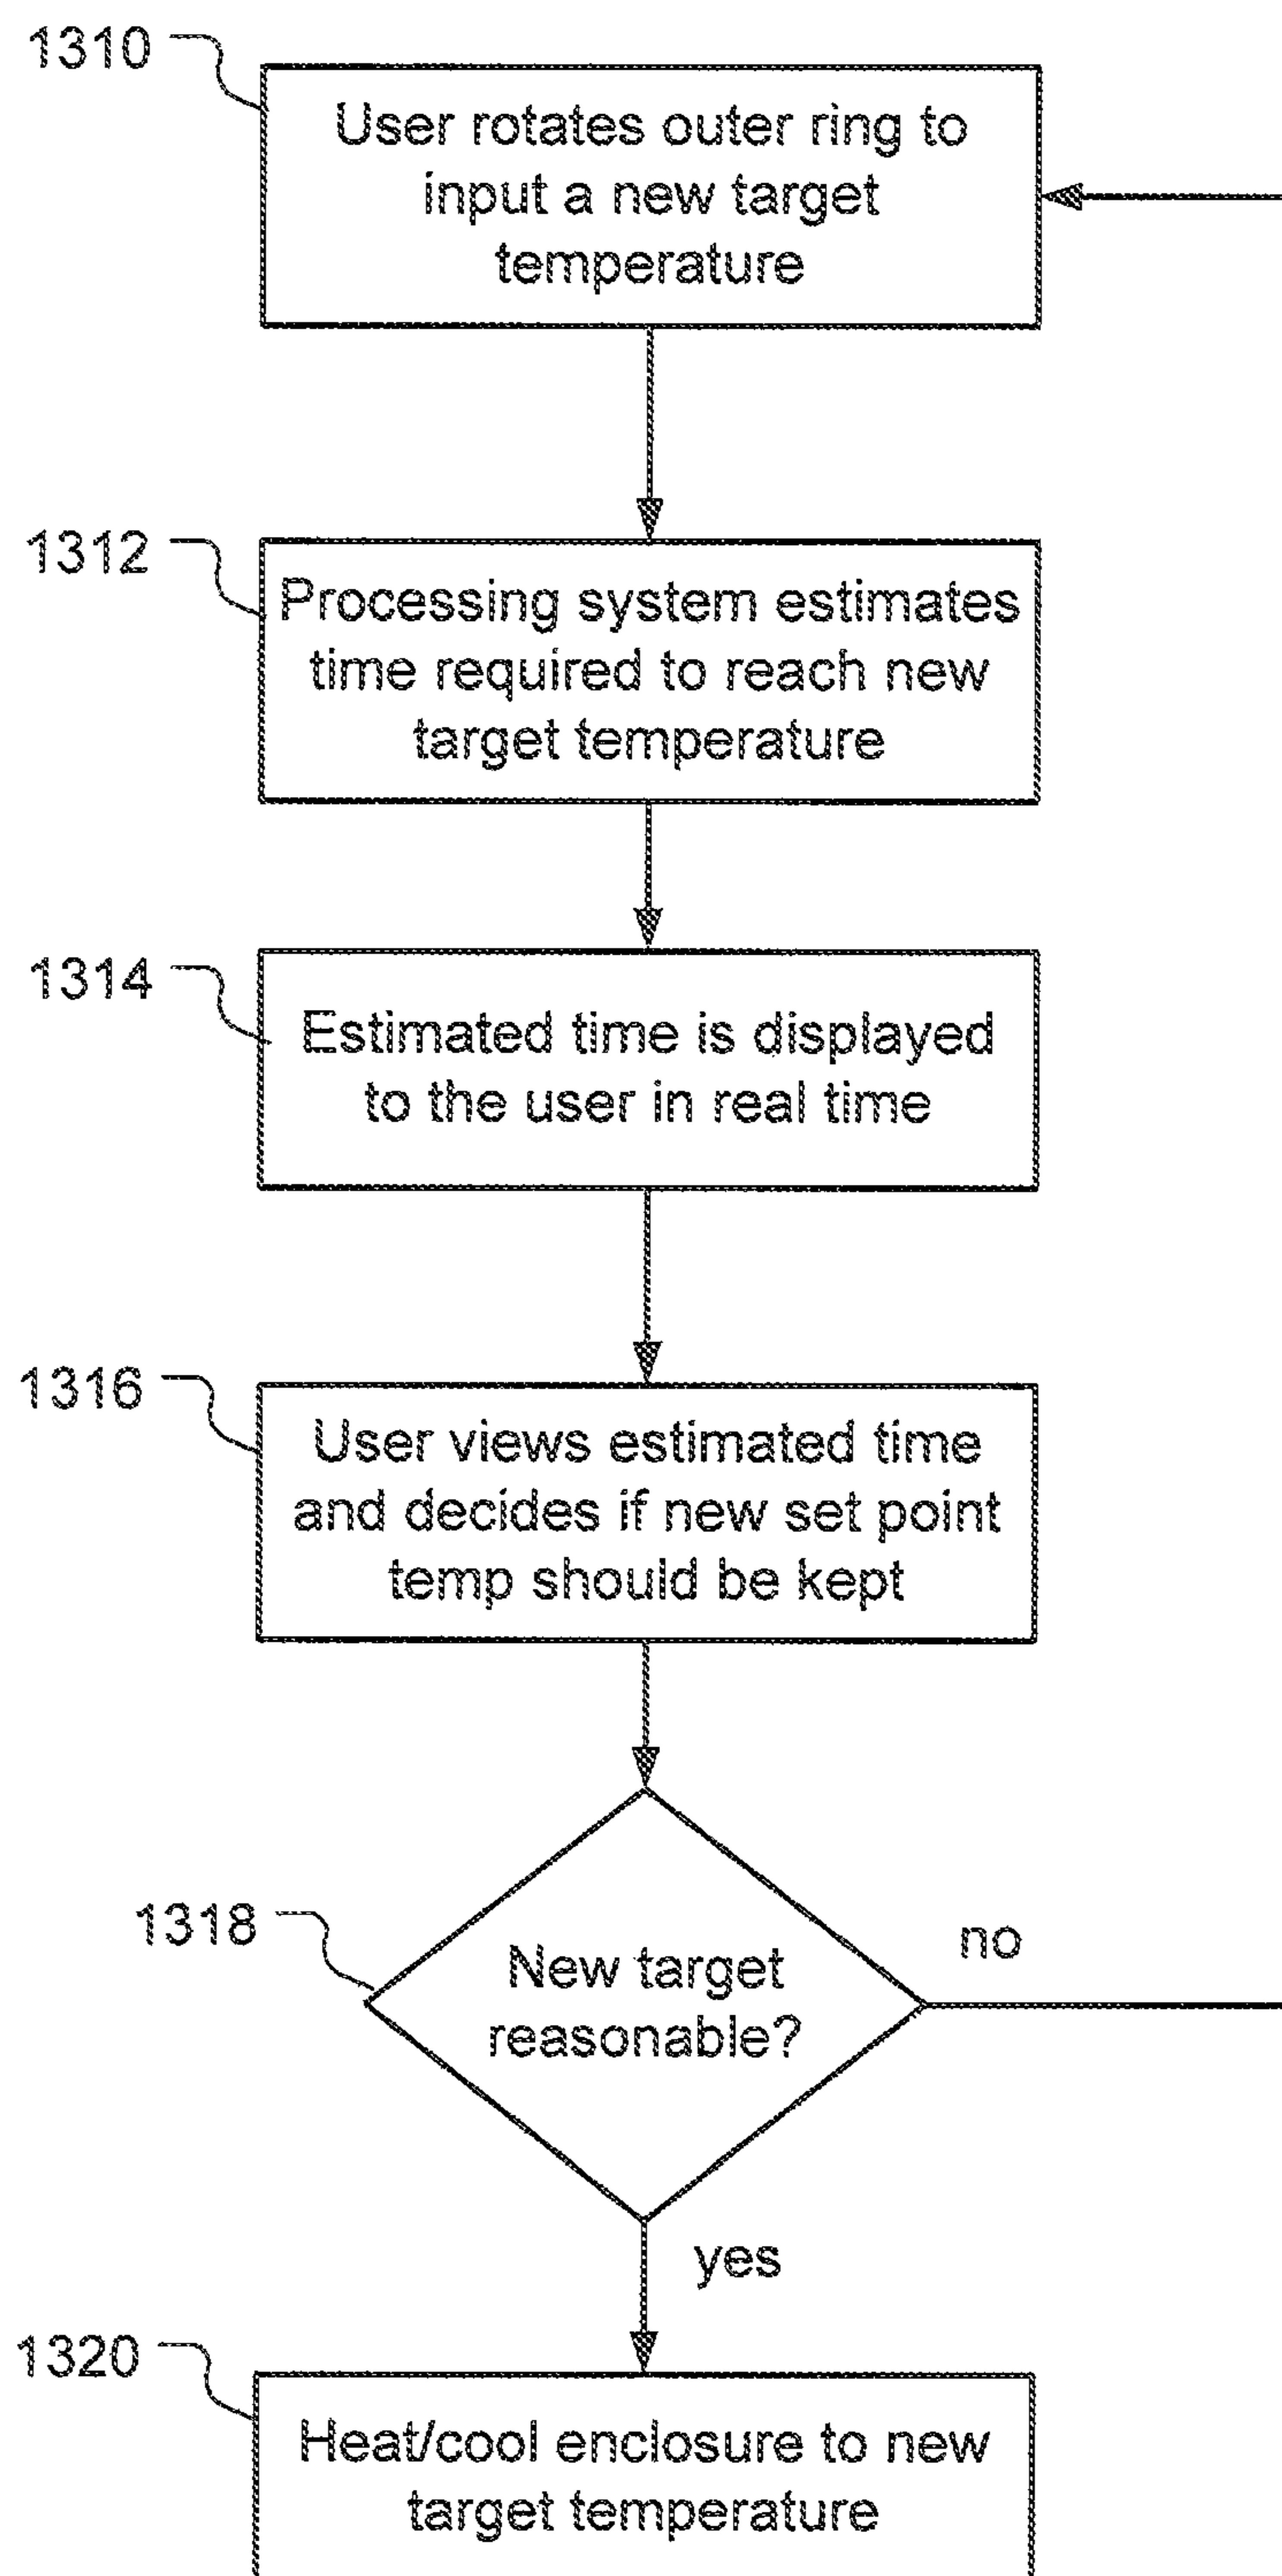 1310
User rotates outer ring to
input a new target
temperature
1312
Processing system estimates
time required to reach new
target temperature
1314
Estimated time is displayed
to the user in real time
1316
User views estimated time
and decides if new set point
temp should be kept
1318
New target
reasonable?
no
yes
1320
Heat/cool enclosure to new
target temperature